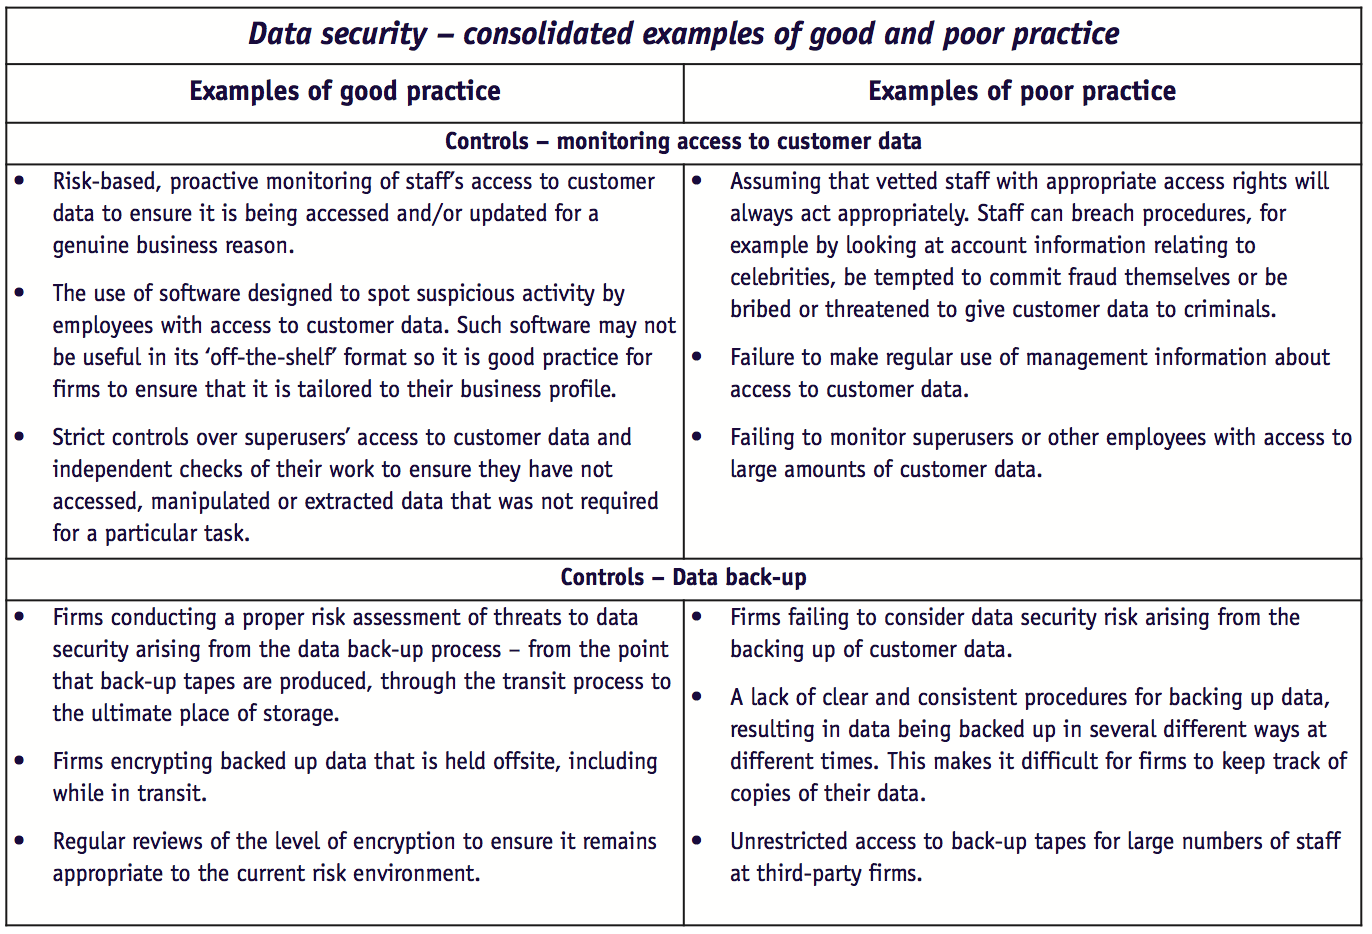 Data security – consolidated examples of good and poor practice
Examples of good practice
Examples of poor practice
Controls – monitoring access to customer data
• Risk-based, proactive monitoring of staff's access to customer
data to ensure it is being accessed and/or updated for a
genuine business reason.
• The use of software designed to spot suspicious activity by
employees with access to customer data. Such software may not
be useful in its ‘off-the-shelf’ format so it is good practice for
firms to ensure that it is tailored to their business profile.
• Strict controls over superusers’ access to customer data and
independent checks of their work to ensure they have not
accessed, manipulated or extracted data that was not required
for a particular task.
• Assuming that vetted staff with appropriate access rights will
always act appropriately. Staff can breach procedures, for
example by looking at account information relating to
celebrities, be tempted to commit fraud themselves or be
bribed or threatened to give customer data to criminals.
• Failure to make regular use of management information about
access to customer data.
• Failing to monitor superusers or other employees with access to
large amounts of customer data.
Controls – Data back-up
• Firms conducting a proper risk assessment of threats to data
security arising from the data back-up process – from the point
that back-up tapes are produced, through the transit process to
the ultimate place of storage.
• Firms encrypting backed up data that is held offsite, including
while in transit.
• Regular reviews of the level of encryption to ensure it remains
appropriate to the current risk environment.
• Firms failing to consider data security risk arising from the
backing up of customer data.
• A lack of clear and consistent procedures for backing up data,
resulting in data being backed up in several different ways at
different times. This makes it difficult for firms to keep track of
copies of their data.
• Unrestricted access to back-up tapes for large numbers of staff
at third-party firms.